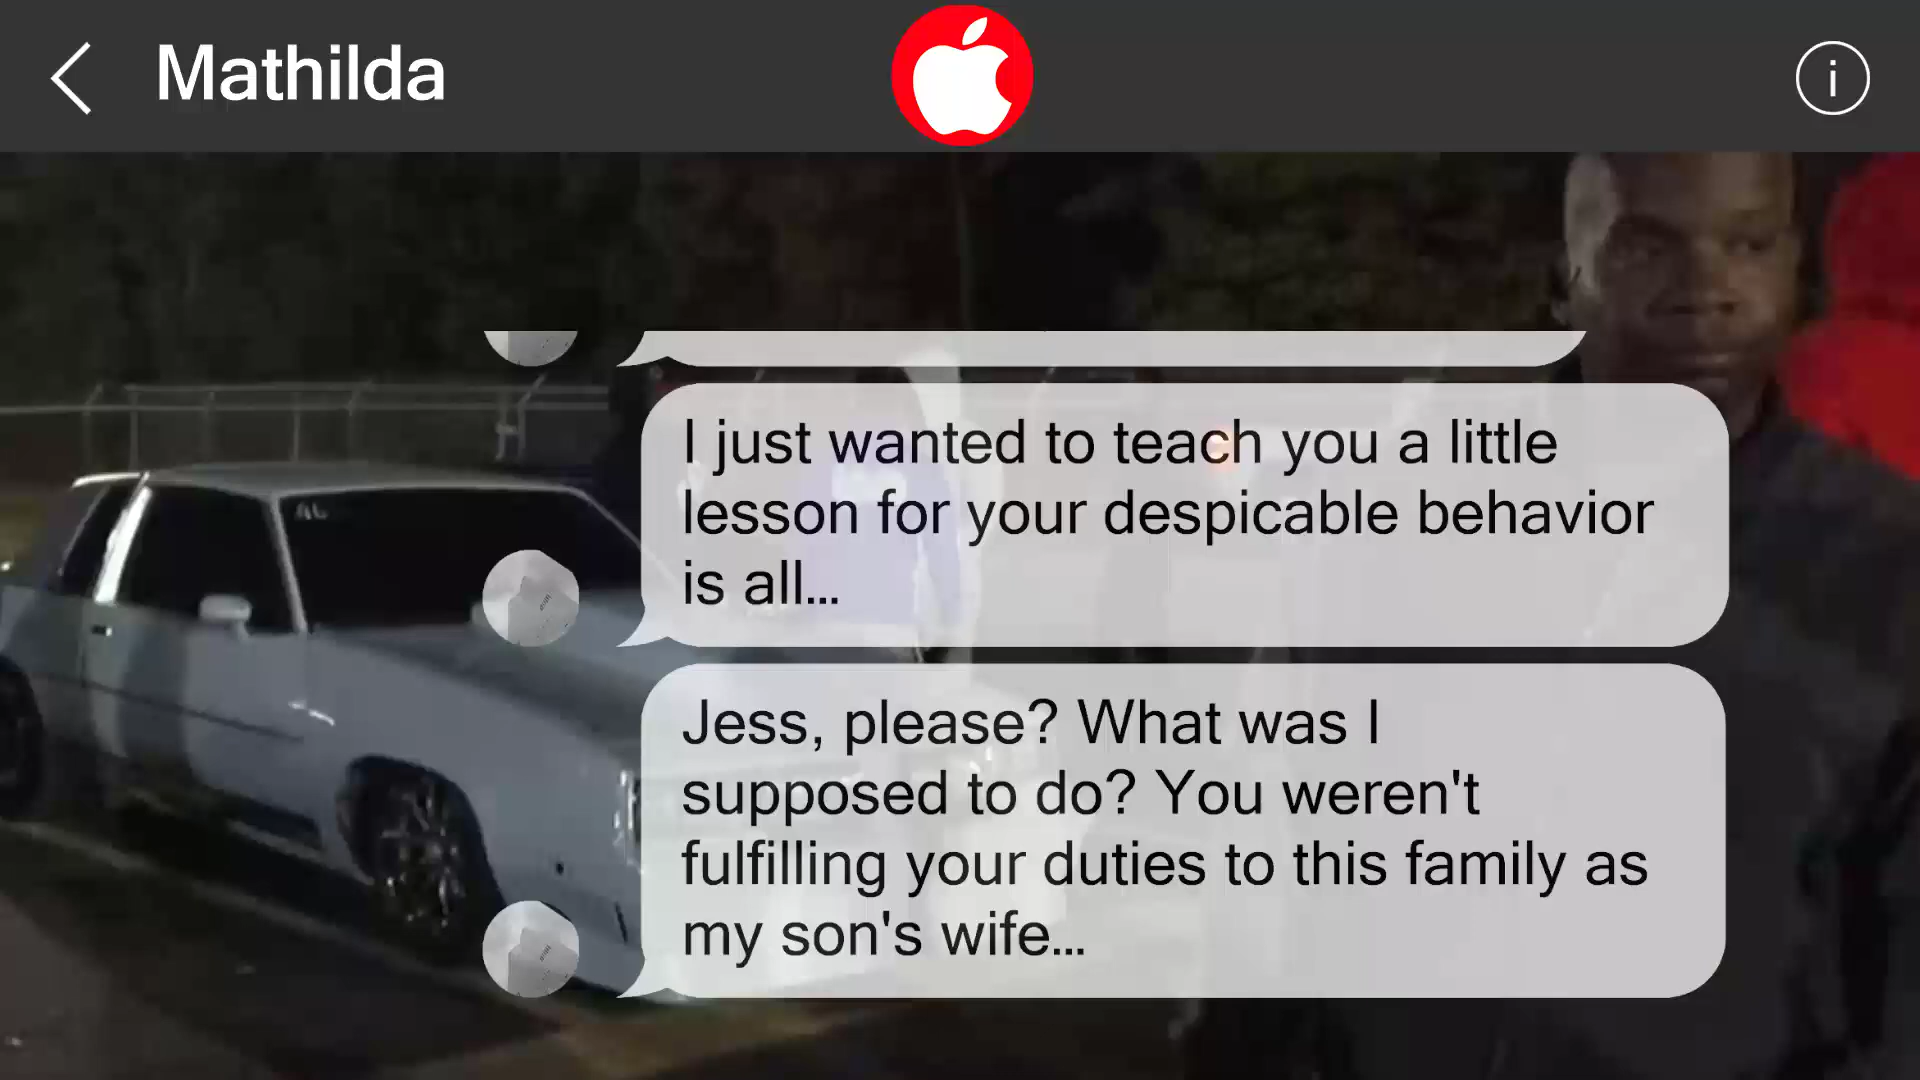 Mathilda
i
I just wanted to teach you a little
lesson for your despicable behavior
is all...
Jess, please? What was I
supposed to do? You weren't
fulfilling your duties to this family as
my son's wife...